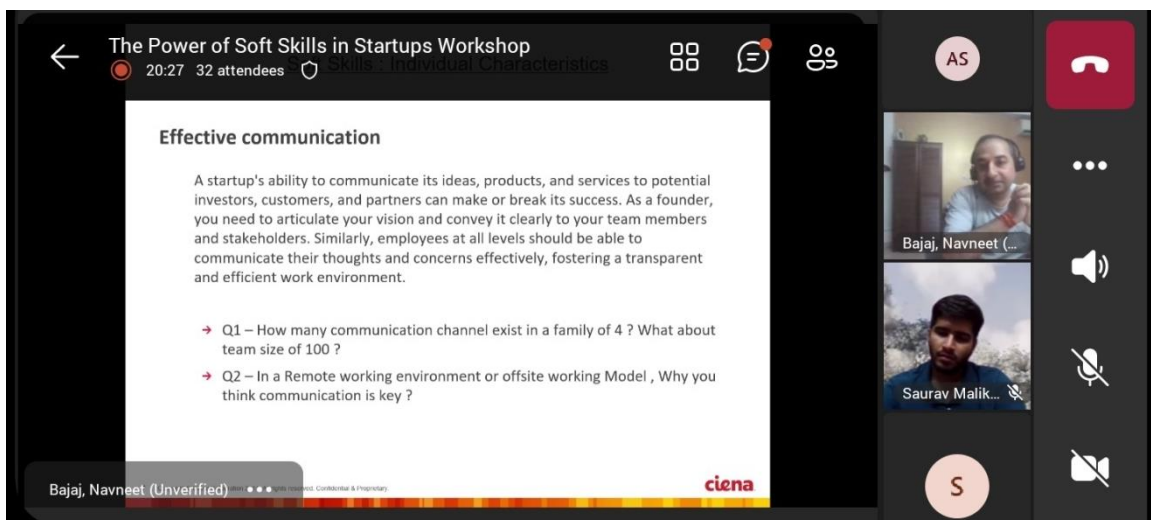 The Power of Soft Skills in Startups Workshop
20:27 32 attendees
Skills : Individual Characteristics
Effective communication
A startup's ability to communicate its ideas, products, and services to potential
investors, customers, and partners can make or break its success. As a founder,
you need to articulate your vision and convey it clearly to your team members
and stakeholders. Similarly, employees at all levels should be able to
communicate their thoughts and concerns effectively, fostering a transparent
and efficient work environment.
→ Q1 – How many communication channel exist in a family of 4 ? What about
team size of 100 ?
→ Q2 – In a Remote working environment or offsite working Model , Why you
think communication is key ?
Bajaj, Navneet (Unverified) •••
reserved. Confidential & Proprietary.
ciena
AS
Bajaj, Navneet (...
Saurav Malik...
S